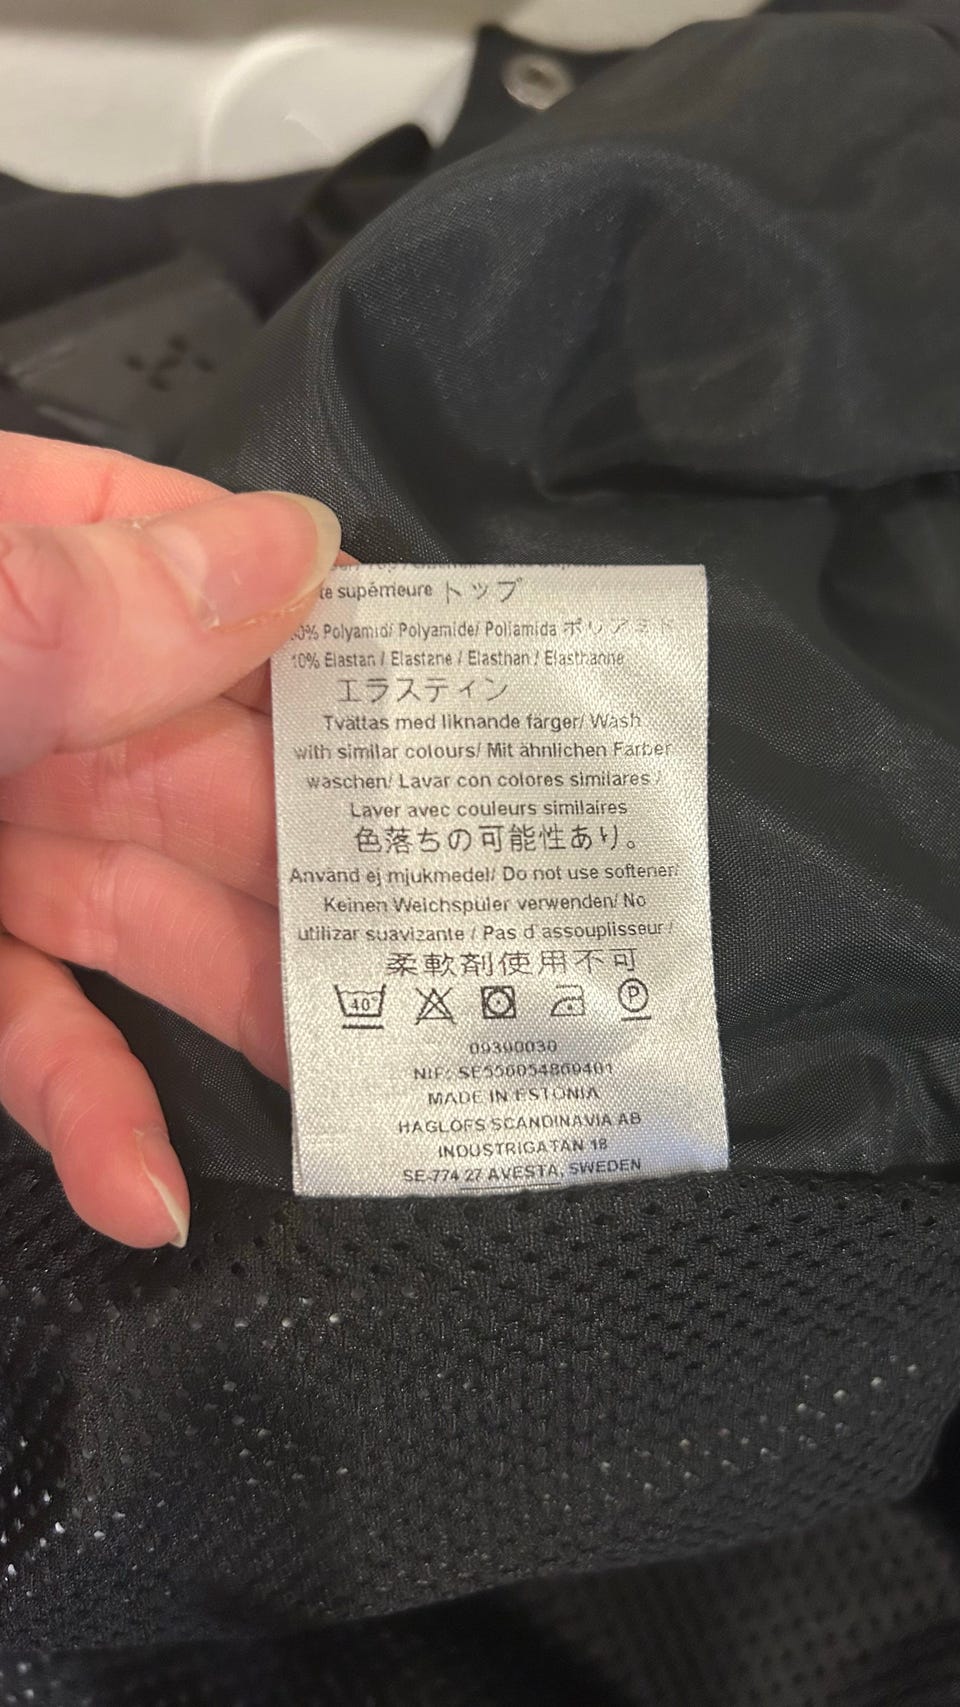 te supérieure トップ
0% Polyamid/ Polyamide/ Poliamida ポリアミド
10% Elastan / Elastane / Elasthan / Elasthanne
エラスティン
Tvättas med liknande färger/ Wash
with similar colours/ Mit ähnlichen Farben
waschen/ Lavar con colores similares /
Laver avec couleurs similaires
色落ちの可能性あり。
Använd ej mjukmedel/ Do not use softener/
Keinen Weichspüler verwenden/ No
utilizar suavizante / Pas d'assouplisseur /
柔軟剤使用不可
40° P
09390030
NIF: SE556054869401
MADE IN ESTONIA
HAGLÖFS SCANDINAVIA AB
INDUSTRIGATAN 18
SE-774 27 AVESTA, SWEDEN